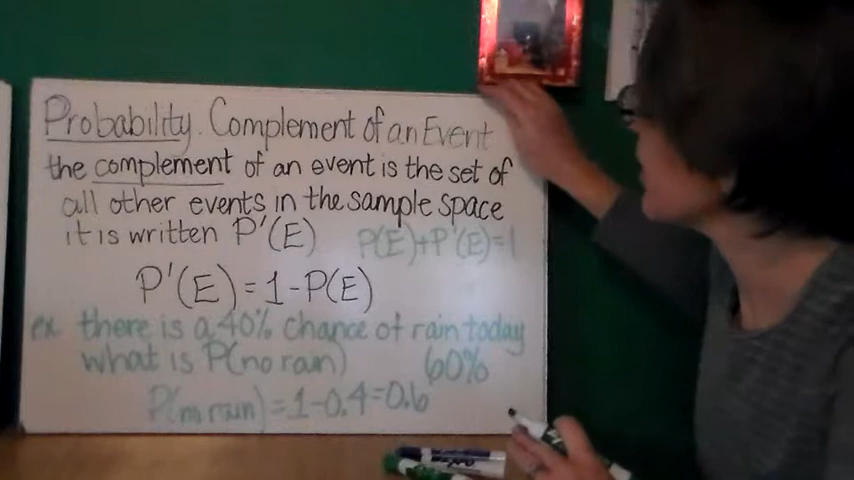 Probability. Complement of an Event
the complement of an event is the set of
all other events in the sample space
it is written P'(E) P(E)+P'(E)=1
P'(E)=1-P(E)
ex there is a 40% chance of rain today
what is P(no rain) 60%
P(no rain)=1-0.4=0.6